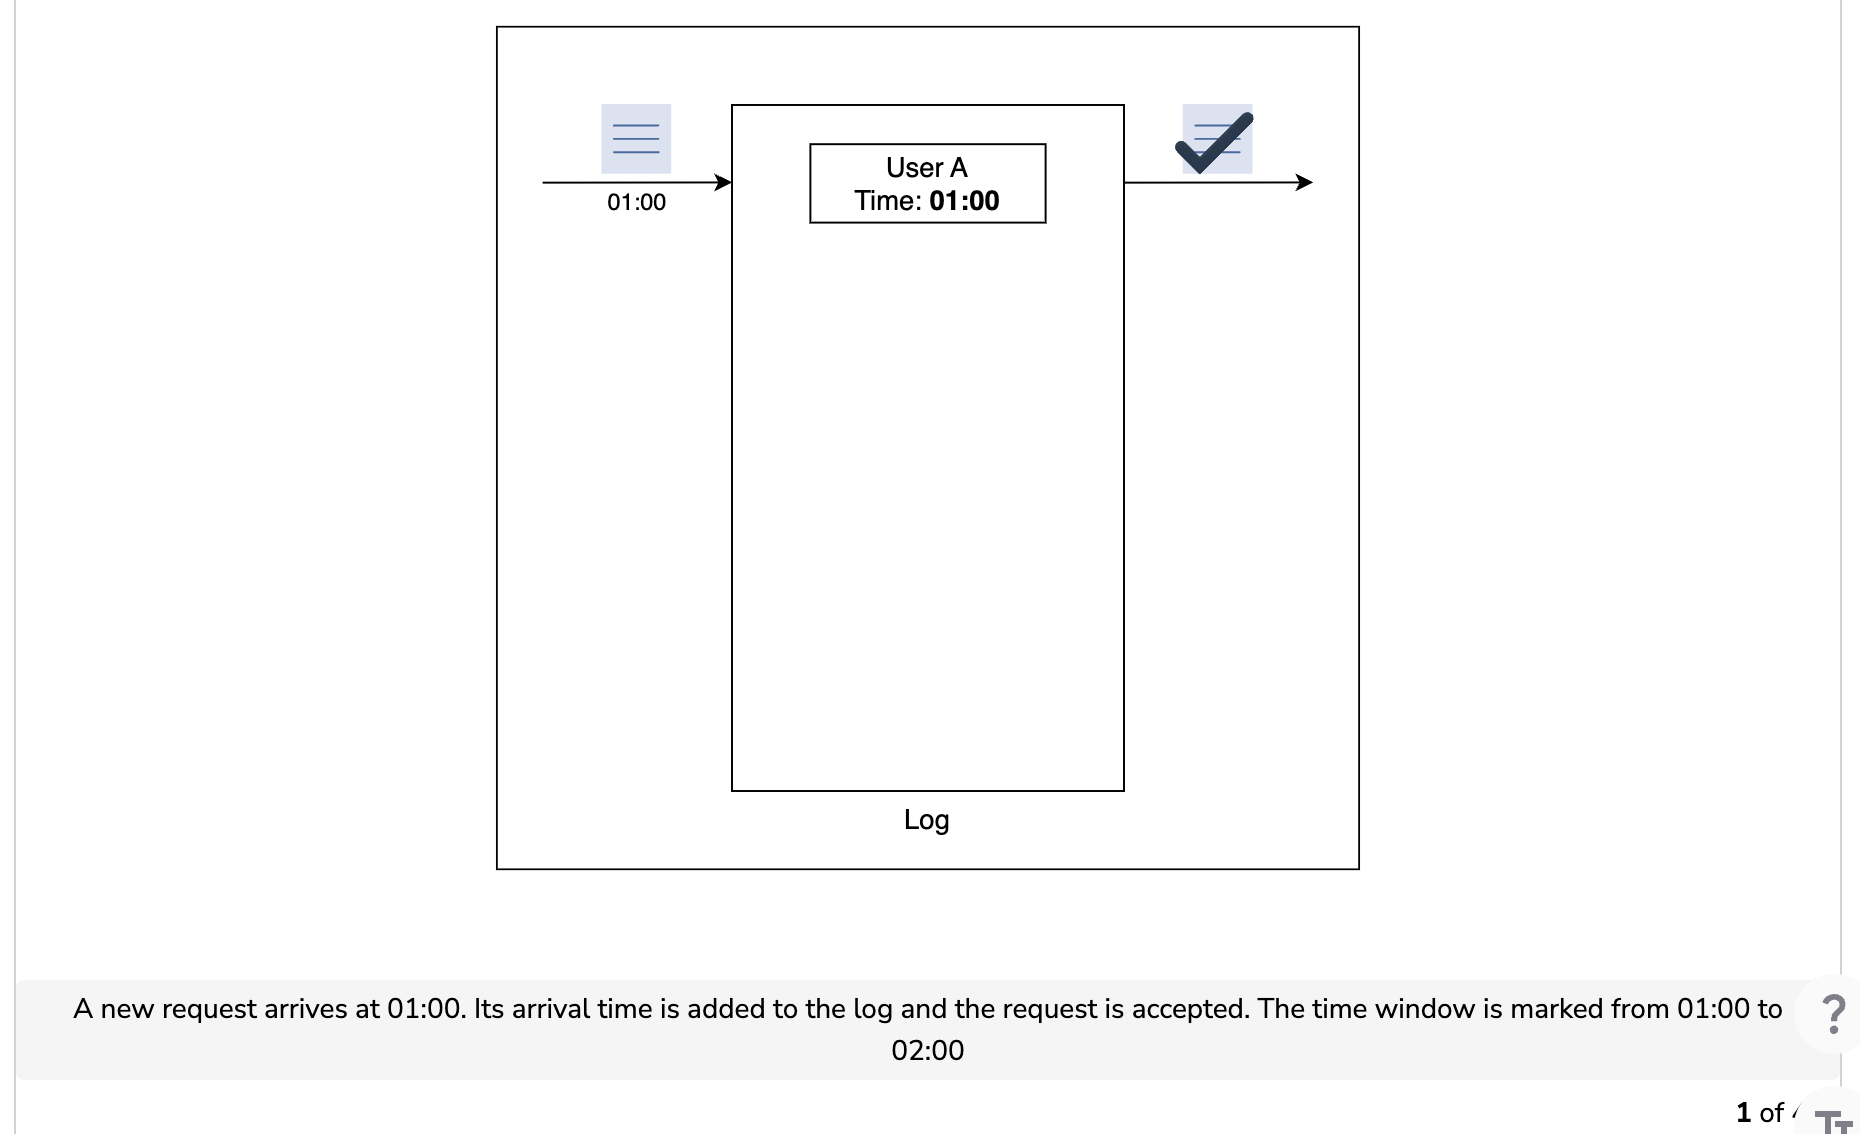 01:00
User A
Time: 01:00
Log
A new request arrives at 01:00. Its arrival time is added to the log and the request is accepted. The time window is marked from 01:00 to
02:00
?
1 of
TT